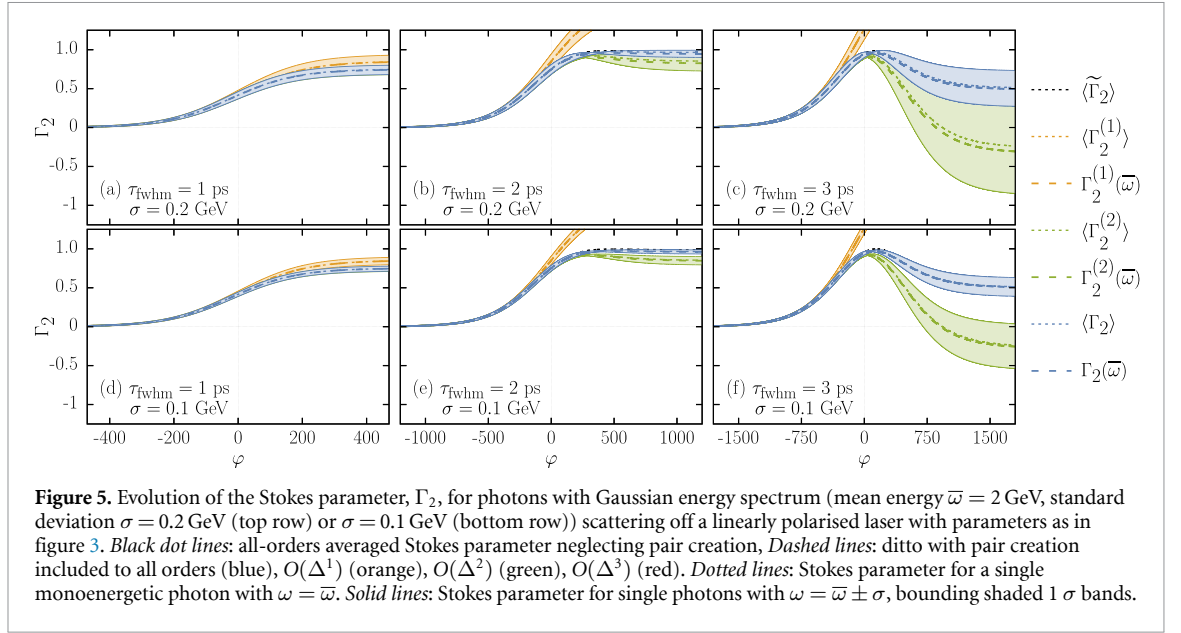 1.0
0.5
0
-0.5
-1
Γ₂
(a) τ_fwhm = 1 ps
σ = 0.2 GeV
(b) τ_fwhm = 2 ps
σ = 0.2 GeV
(c) τ_fwhm = 3 ps
σ = 0.2 GeV
1.0
0.5
0
-0.5
-1
Γ₂
(d) τ_fwhm = 1 ps
σ = 0.1 GeV
(e) τ_fwhm = 2 ps
σ = 0.1 GeV
(f) τ_fwhm = 3 ps
σ = 0.1 GeV
-400 -200 0 200 400
-1000 -500 0 500 1000
-1500 -750 0 750 1500
φ φ φ
⟨Γ̃₂⟩
⟨Γ₂⁽¹⁾⟩
Γ₂⁽¹⁾(ω̅)
⟨Γ₂⁽²⁾⟩
Γ₂⁽²⁾(ω̅)
⟨Γ₂⟩
Γ₂(ω̅)
Figure 5. Evolution of the Stokes parameter, Γ₂, for photons with Gaussian energy spectrum (mean energy ω̅ = 2 GeV, standard
deviation σ = 0.2 GeV (top row) or σ = 0.1 GeV (bottom row)) scattering off a linearly polarised laser with parameters as in
figure 3. Black dot lines: all-orders averaged Stokes parameter neglecting pair creation, Dashed lines: ditto with pair creation
included to all orders (blue), O(Δ¹) (orange), O(Δ²) (green), O(Δ³) (red). Dotted lines: Stokes parameter for a single
monoenergetic photon with ω = ω̅. Solid lines: Stokes parameter for single photons with ω = ω̅ ± σ, bounding shaded 1 σ bands.